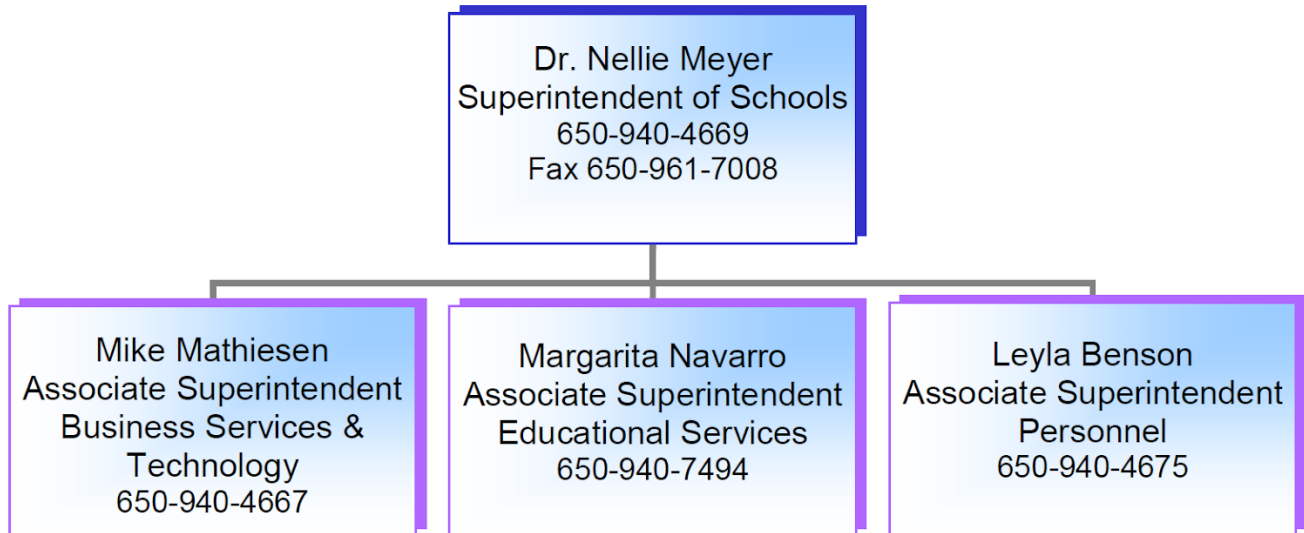 Dr. Nellie Meyer
Superintendent of Schools
650-940-4669
Fax 650-961-7008
Mike Mathiesen
Associate Superintendent
Business Services &
Technology
650-940-4667
Margarita Navarro
Associate Superintendent
Educational Services
650-940-7494
Leyla Benson
Associate Superintendent
Personnel
650-940-4675